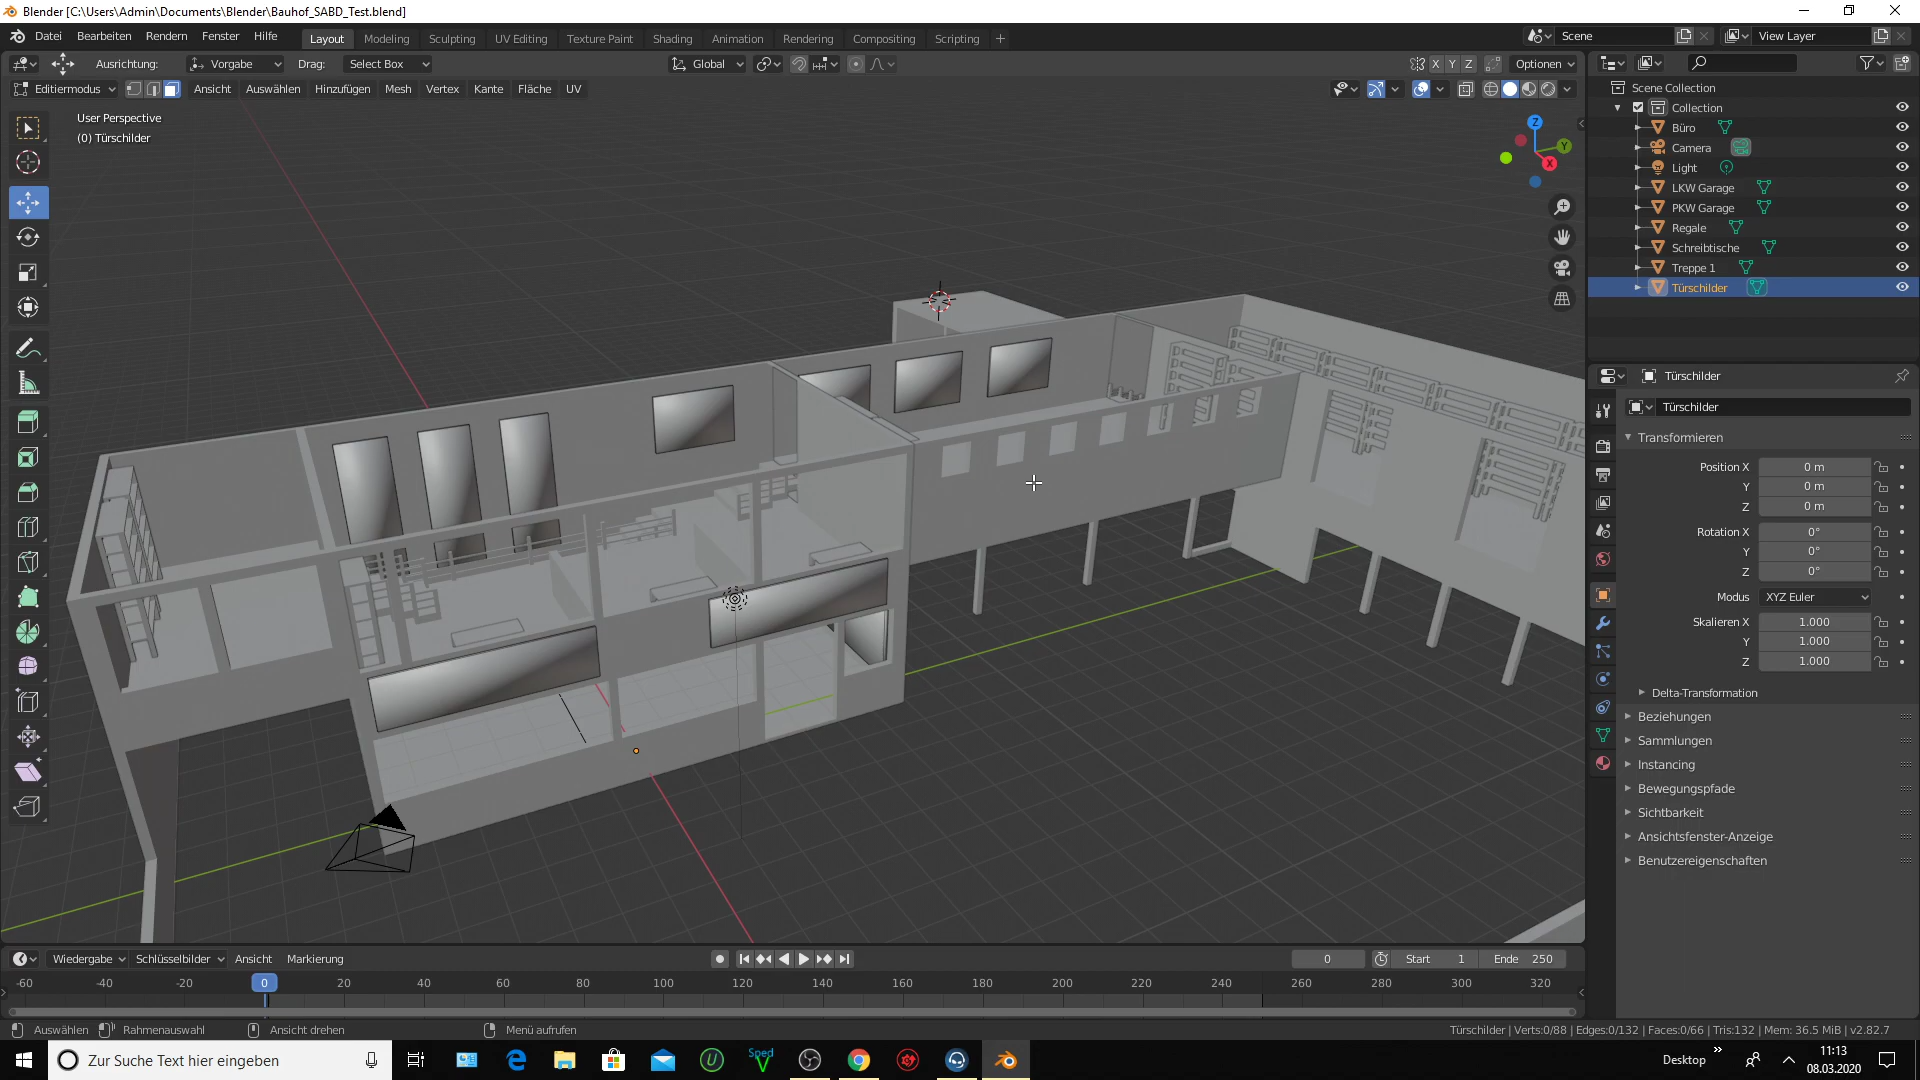 Blender [C:\Users\Admin\Documents\Blender\Bauhof_SABD_Test.blend]
Datei Bearbeiten Rendern Fenster Hilfe Layout Modeling Sculpting UV Editing Texture Paint Shading Animation Rendering Compositing Scripting + Scene View Layer
Ausrichtung: Vorgabe Drag: Select Box Global X Y Z Optionen
Editiermodus Ansicht Auswählen Hinzufügen Mesh Vertex Kante Fläche UV
User Perspective
(0) Türschilder
Z
Y
X
Scene Collection
Collection
Büro
Camera
Light
LKW Garage
PKW Garage
Regale
Schreibtische
Treppe 1
Türschilder
Türschilder
Türschilder
Transformieren
Position X 0 m
Y 0 m
Z 0 m
Rotation X 0°
Y 0°
Z 0°
Modus XYZ Euler
Skalieren X 1.000
Y 1.000
Z 1.000
Delta-Transformation
Beziehungen
Sammlungen
Instancing
Bewegungspfade
Sichtbarkeit
Ansichtsfenster-Anzeige
Benutzereigenschaften
Wiedergabe Schlüsselbilder Ansicht Markierung 0 Start 1 Ende 250
-60 -40 -20 0 20 40 60 80 100 120 140 160 180 200 220 240 260 280 300 320
Auswählen Rahmenauswahl Ansicht drehen Menü aufrufen Türschilder | Verts:0/88 | Edges:0/132 | Faces:0/66 | Tris:132 | Mem: 36.5 MiB | v2.82.7
Zur Suche Text hier eingeben Sped V Desktop » 11:13
08.03.2020